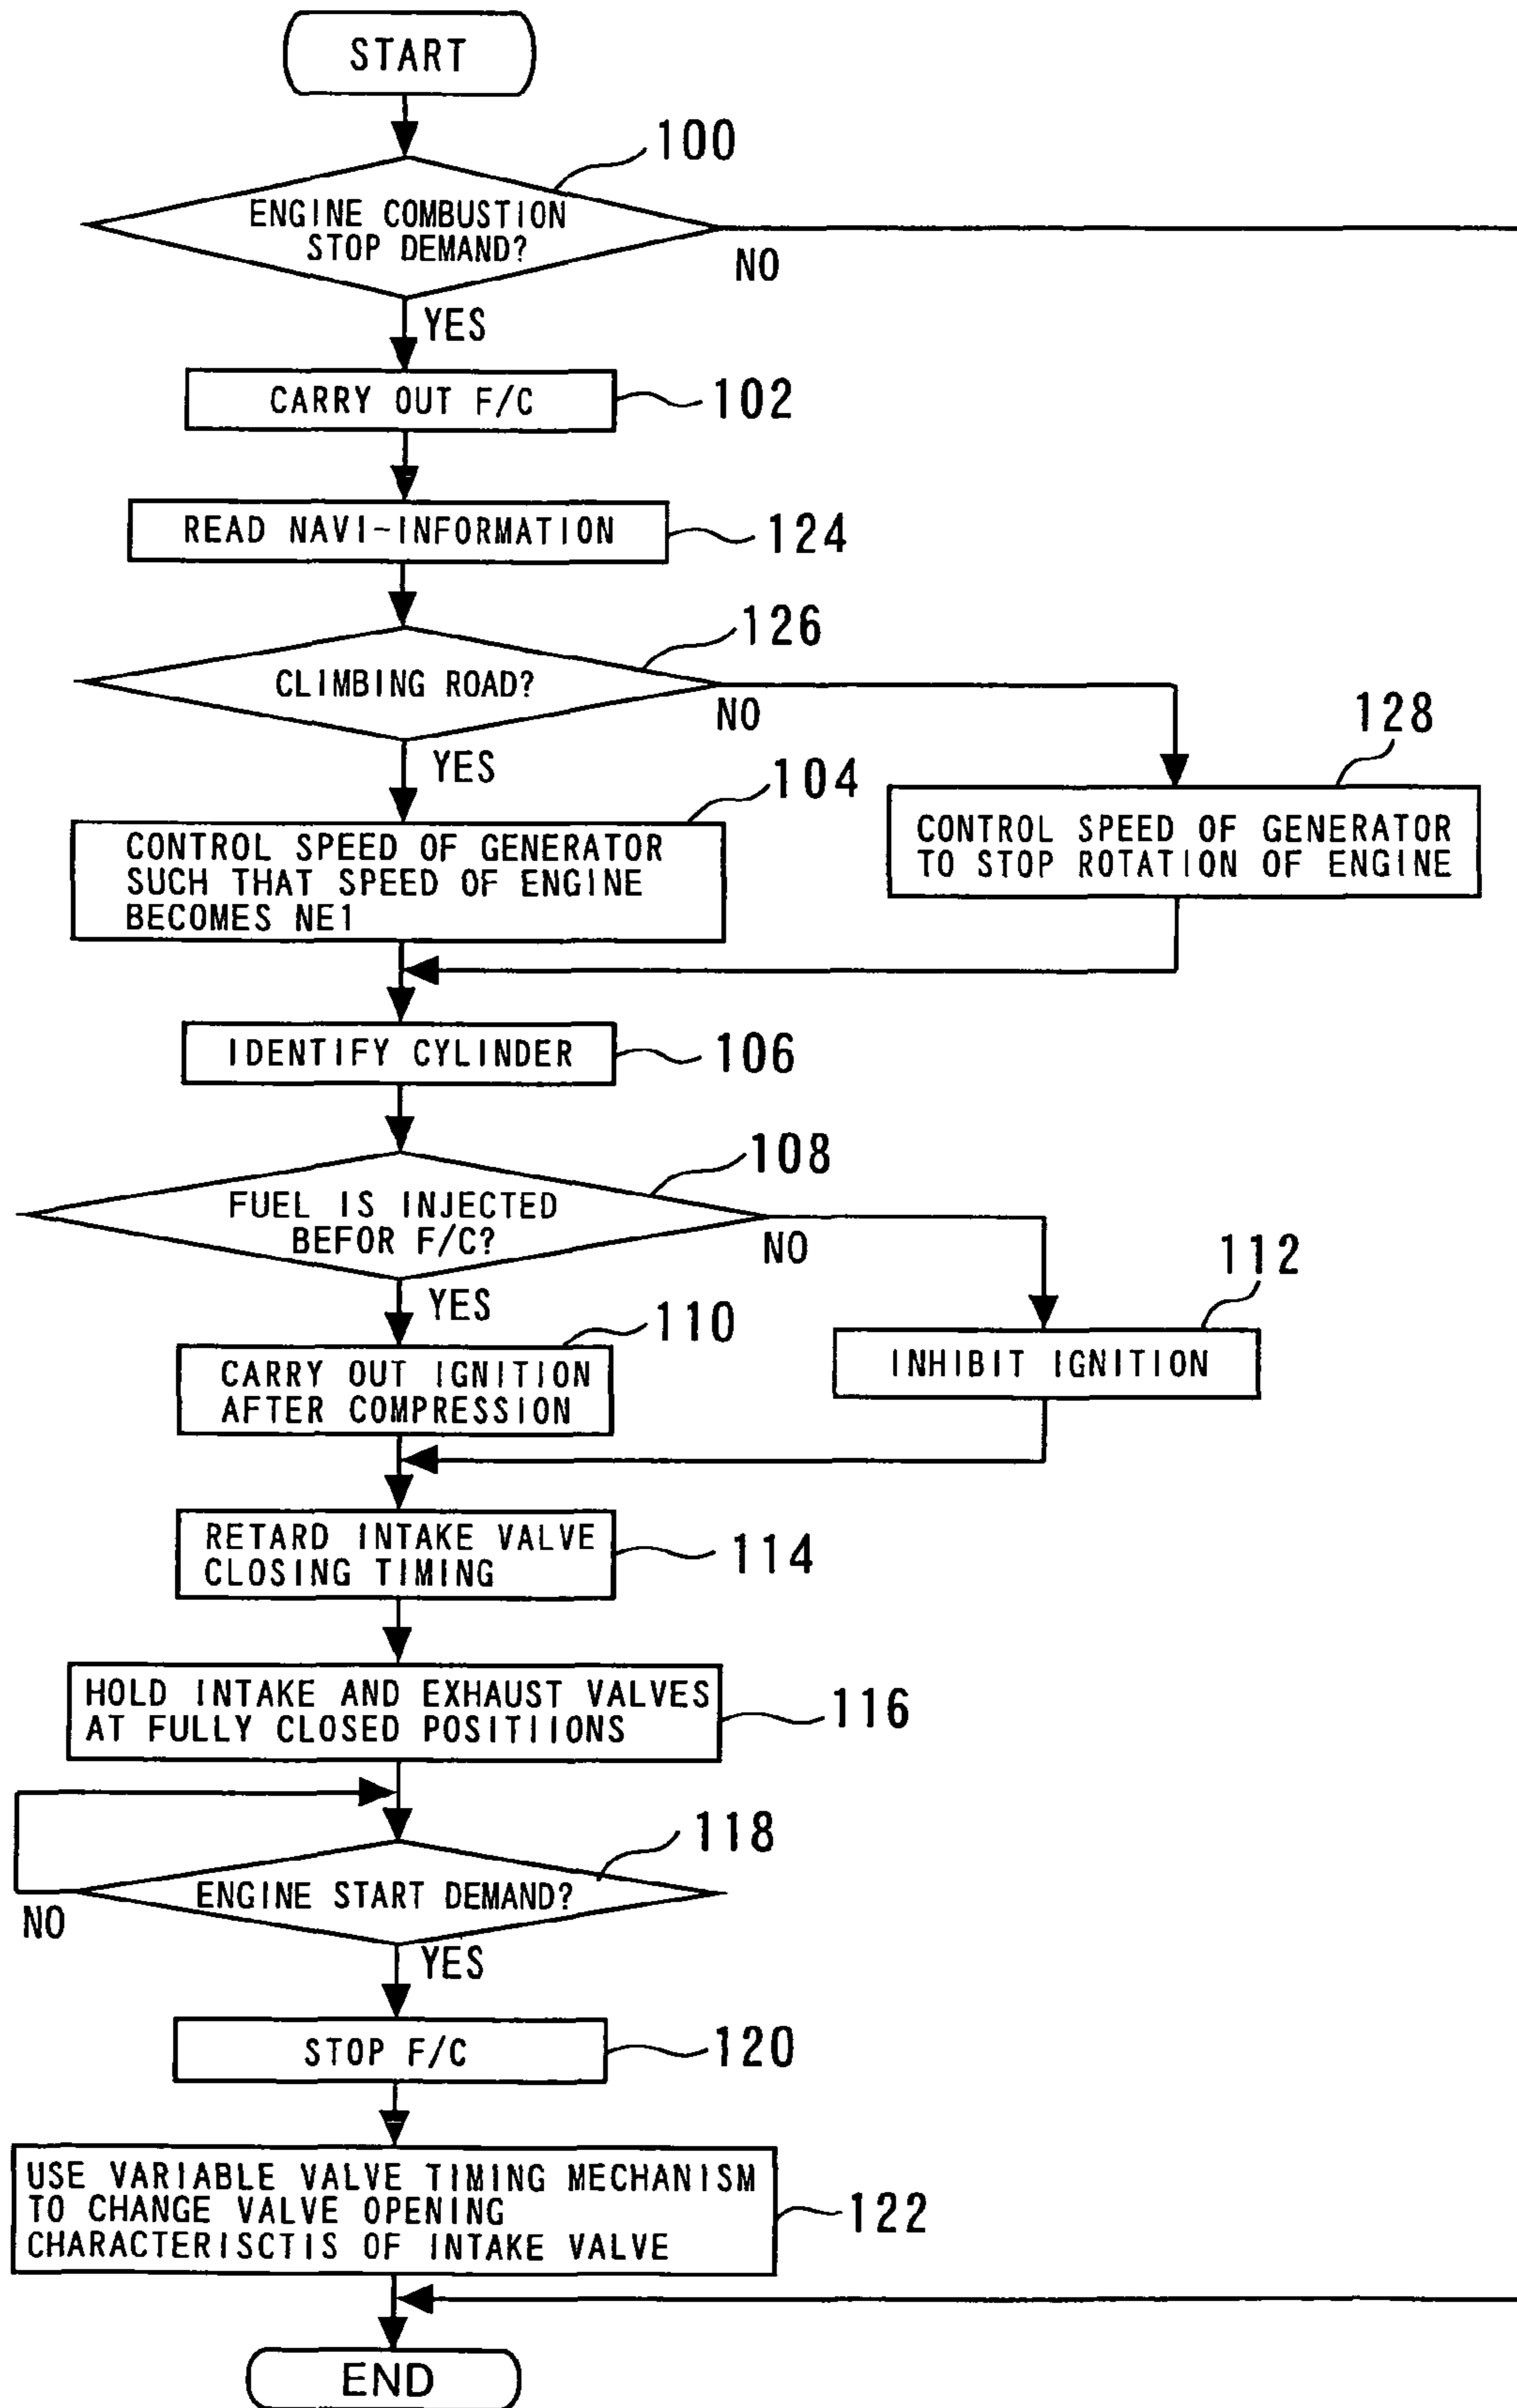 START
100
ENGINE COMBUSTION
STOP DEMAND?
NO
YES
CARRY OUT F/C
102
READ NAVI-INFORMATION
124
126
CLIMBING ROAD?
NO
128
YES
104
CONTROL SPEED OF GENERATOR
SUCH THAT SPEED OF ENGINE
BECOMES NE1
CONTROL SPEED OF GENERATOR
TO STOP ROTATION OF ENGINE
IDENTIFY CYLINDER
106
108
FUEL IS INJECTED
BEFOR F/C?
NO
112
YES
110
CARRY OUT IGNITION
AFTER COMPRESSION
INHIBIT IGNITION
RETARD INTAKE VALVE
CLOSING TIMING
114
HOLD INTAKE AND EXHAUST VALVES
AT FULLY CLOSED POSITIIONS
116
118
ENGINE START DEMAND?
NO
YES
STOP F/C
120
USE VARIABLE VALVE TIMING MECHANISM
TO CHANGE VALVE OPENING
CHARACTERISCTIS OF INTAKE VALVE
122
END